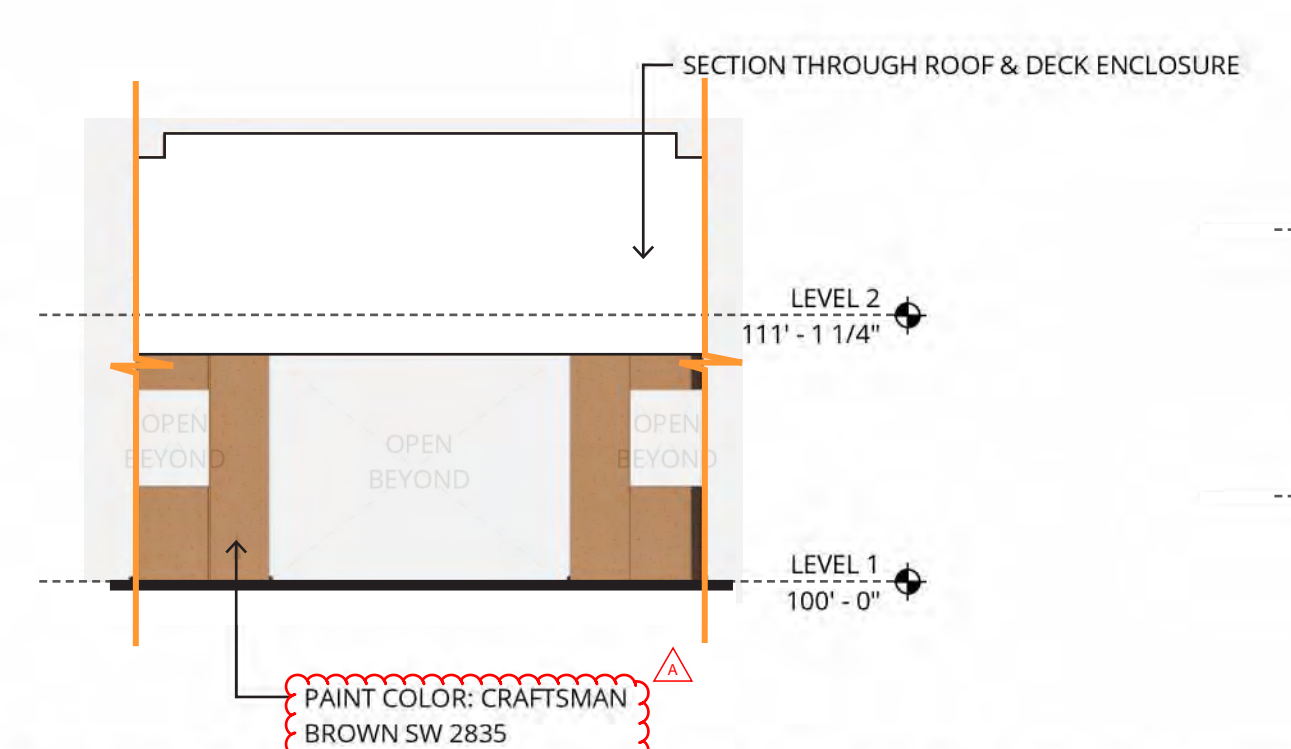 SECTION THROUGH ROOF & DECK ENCLOSURE
LEVEL 2
111' - 1 1/4"
OPEN
BEYOND
OPEN
BEYOND
OPEN
BEYOND
LEVEL 1
100' - 0"
A
PAINT COLOR: CRAFTSMAN
BROWN SW 2835